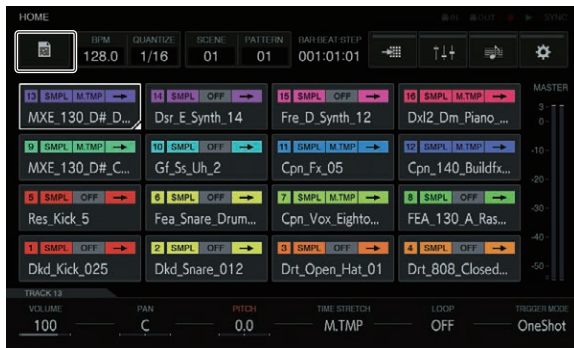 HOME IN OUT SYNC
BPM QUANTIZE SCENE PATTERN BAR:BEAT:STEP
128.0 1/16 01 01 001:01:01
13 SMPL M.TMP 14 SMPL OFF 15 SMPL OFF 16 SMPL M.TMP MASTER
MXE_130_D#_D... Dsr_E_Synth_14 Fre_D_Synth_12 Dxl2_Dm_Piano_...
3
0
9 SMPL M.TMP 10 SMPL OFF 11 SMPL M.TMP 12 SMPL M.TMP -10
MXE_130_D#_C... Gf_Ss_Uh_2 Cpn_Fx_05 Cpn_140_Buildfx...
-20
5 SMPL OFF 6 SMPL OFF 7 SMPL M.TMP 8 SMPL OFF
Res_Kick_5 Fea_Snare_Drum... Cpn_Vox_Eighto... FEA_130_A_Ras... -30
1 SMPL OFF 2 SMPL OFF 3 SMPL OFF 4 SMPL OFF -40
Dkd_Kick_025 Dkd_Snare_012 Drt_Open_Hat_01 Drt_808_Closed... -50
TRACK 13
VOLUME PAN PITCH TIME STRETCH LOOP TRIGGER MODE
100 C 0.0 M.TMP OFF OneShot